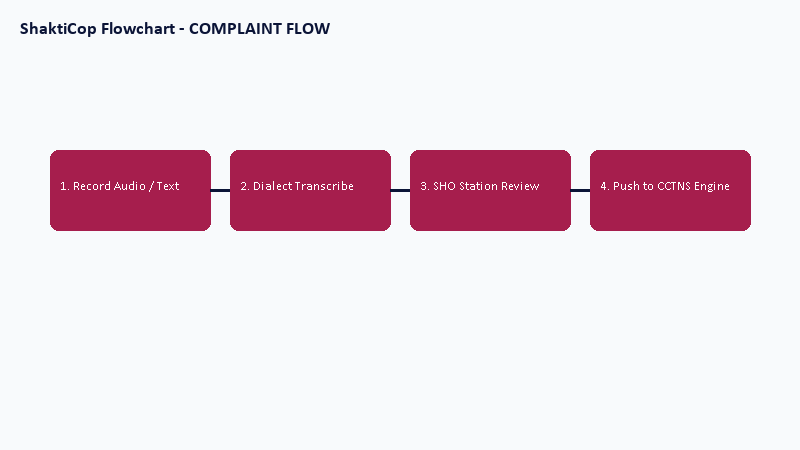 ShaktiCop Flowchart - COMPLAINT FLOW
1. Record Audio / Text
2. Dialect Transcribe
3. SHO Station Review
4. Push to CCTNS Engine